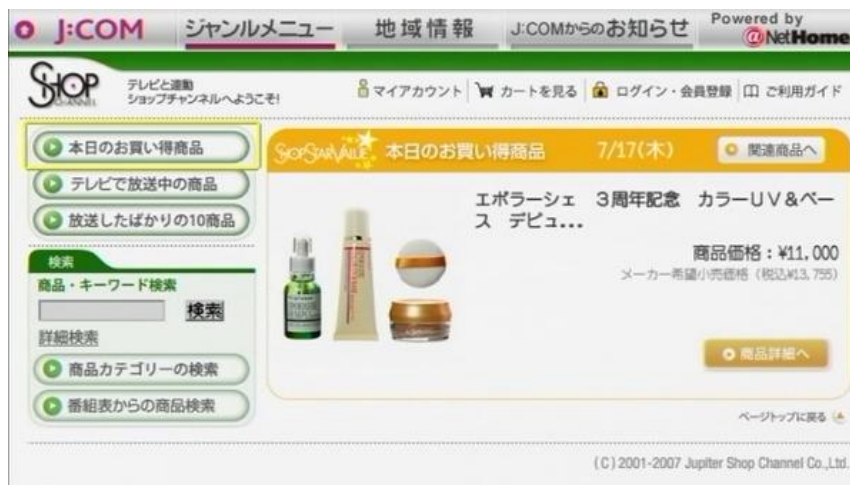 J:COM ジャンルメニュー 地域情報 J:COMからのお知らせ Powered by
@NetHome
SHOP CHANNEL
テレビと連動
ショップチャンネルへようこそ!
マイアカウント カートを見る ログイン・会員登録 ご利用ガイド
本日のお買い得商品
テレビで放送中の商品
放送したばかりの10商品
検索
商品・キーワード検索
検索
詳細検索
商品カテゴリーの検索
番組表からの商品検索
SHOP STAR VALUE 本日のお買い得商品 7/17(木) 関連商品へ
エポラーシェ 3周年記念 カラーUV&ベー
ス デビュ...
商品価格:¥11,000
メーカー希望小売価格 (税込¥13,755)
商品詳細へ
ページトップに戻る
(C)2001-2007 Jupiter Shop Channel Co.,Ltd.